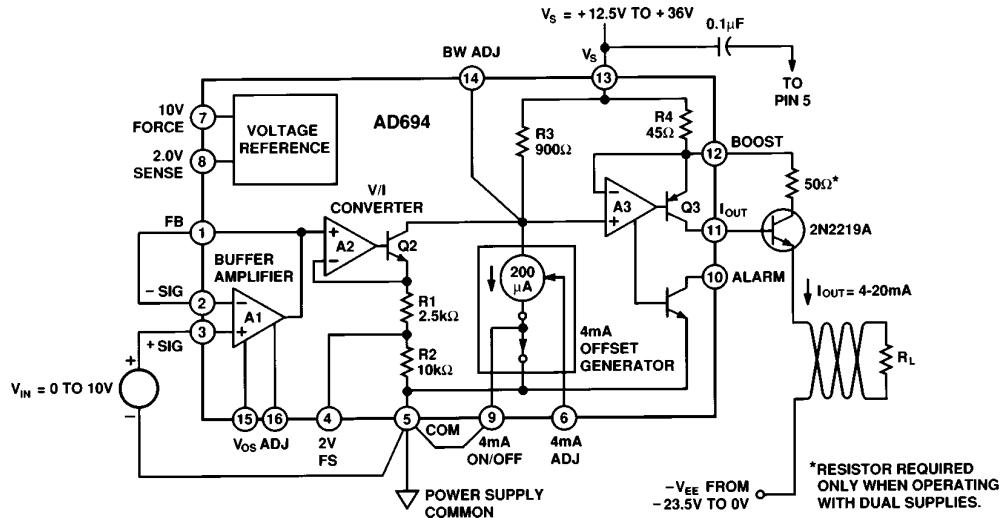 V_S = +12.5V TO +36V
0.1µF
BW ADJ
V_S
14
13
TO
PIN 5
10V
FORCE
7
VOLTAGE
REFERENCE
AD694
R3
900Ω
R4
45Ω
BOOST
12
2.0V
SENSE
8
50Ω*
V/I
CONVERTER
A3
Q3
I_OUT
11
2N2219A
FB
1
A2
Q2
BUFFER
AMPLIFIER
200
µA
10
ALARM
– SIG
2
A1
R1
2.5kΩ
I_OUT = 4-20mA
3
+SIG
4mA
OFFSET
GENERATOR
R2
10kΩ
R_L
V_IN = 0 TO 10V
15
16
4
5
COM
9
6
V_OS ADJ
2V
FS
4mA
ON/OFF
4mA
ADJ
POWER SUPPLY
COMMON
–V_EE FROM
–23.5V TO 0V
*RESISTOR REQUIRED
ONLY WHEN OPERATING
WITH DUAL SUPPLIES.